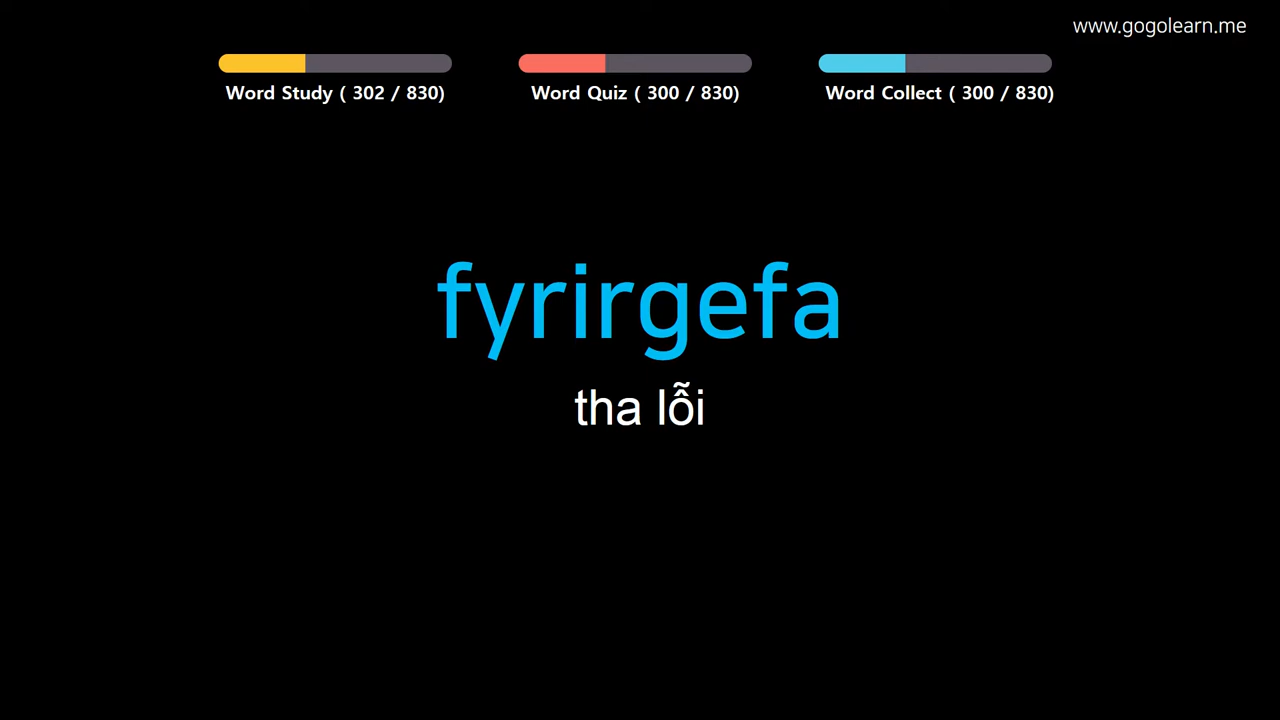 www.gogolearn.me
Word Study ( 302 / 830)
Word Quiz ( 300 / 830)
Word Collect ( 300 / 830)
fyrirgefa
tha lỗi